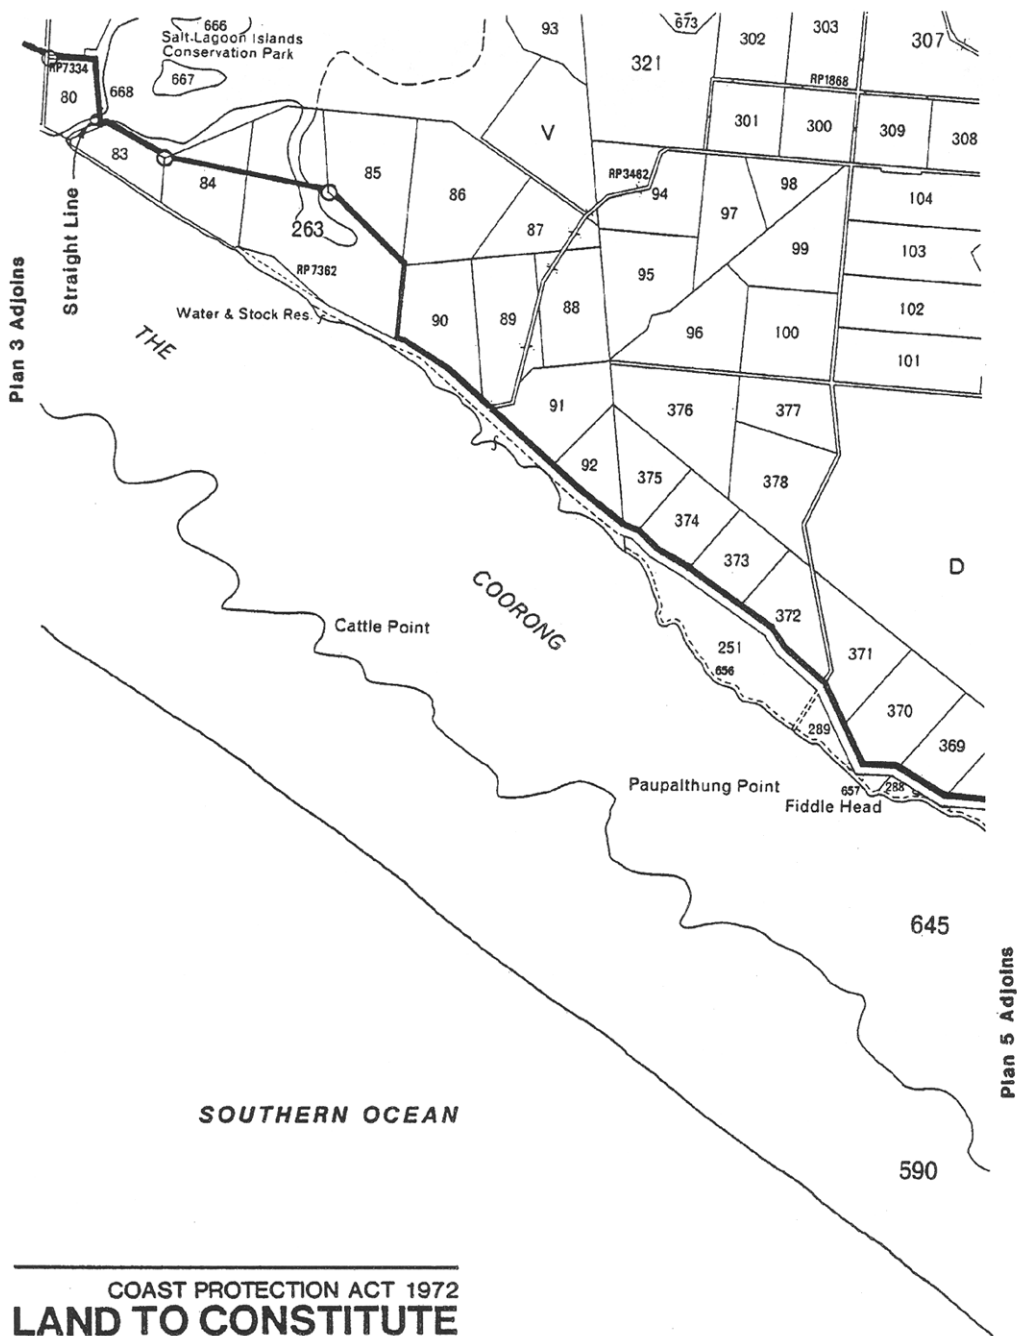 666
Salt Lagoon Islands
Conservation Park
667
668
RP7334
80
83
84
85
86
87
263
RP7362
Water & Stock Res.
90
89
88
91
92
93
V
321
673
302
303
307
RP1868
301
300
309
308
RP3482
94
97
98
99
104
103
102
101
95
96
100
376
377
378
375
374
373
372
371
370
369
D
251
656
289
657
288
Straight Line
Plan 3 Adjoins
THE
COORONG
Cattle Point
Paupalthung Point
Fiddle Head
645
Plan 5 Adjoins
590
SOUTHERN OCEAN
COAST PROTECTION ACT 1972
LAND TO CONSTITUTE